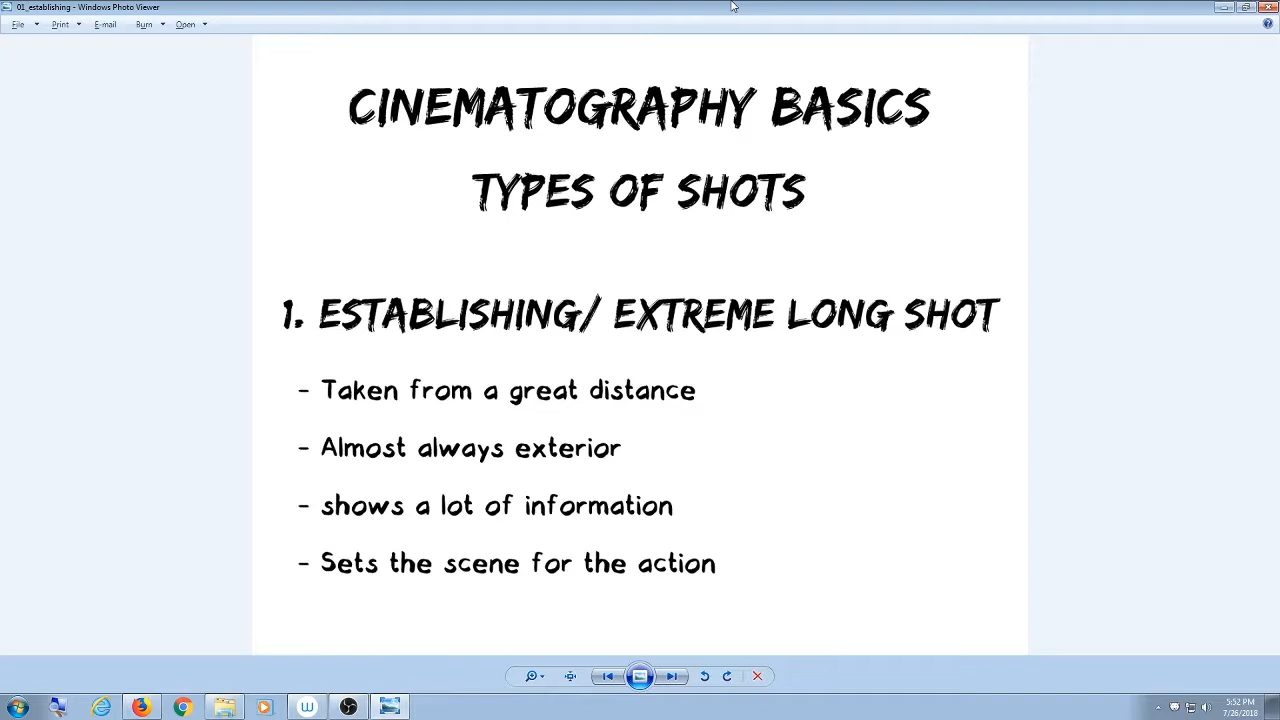 01_establishing - Windows Photo Viewer
File Print E-mail Burn Open
CINEMATOGRAPHY BASICS
TYPES OF SHOTS
1. ESTABLISHING/ EXTREME LONG SHOT
- Taken from a great distance
- Almost always exterior
- shows a lot of information
- Sets the scene for the action
5:52 PM
7/26/2018